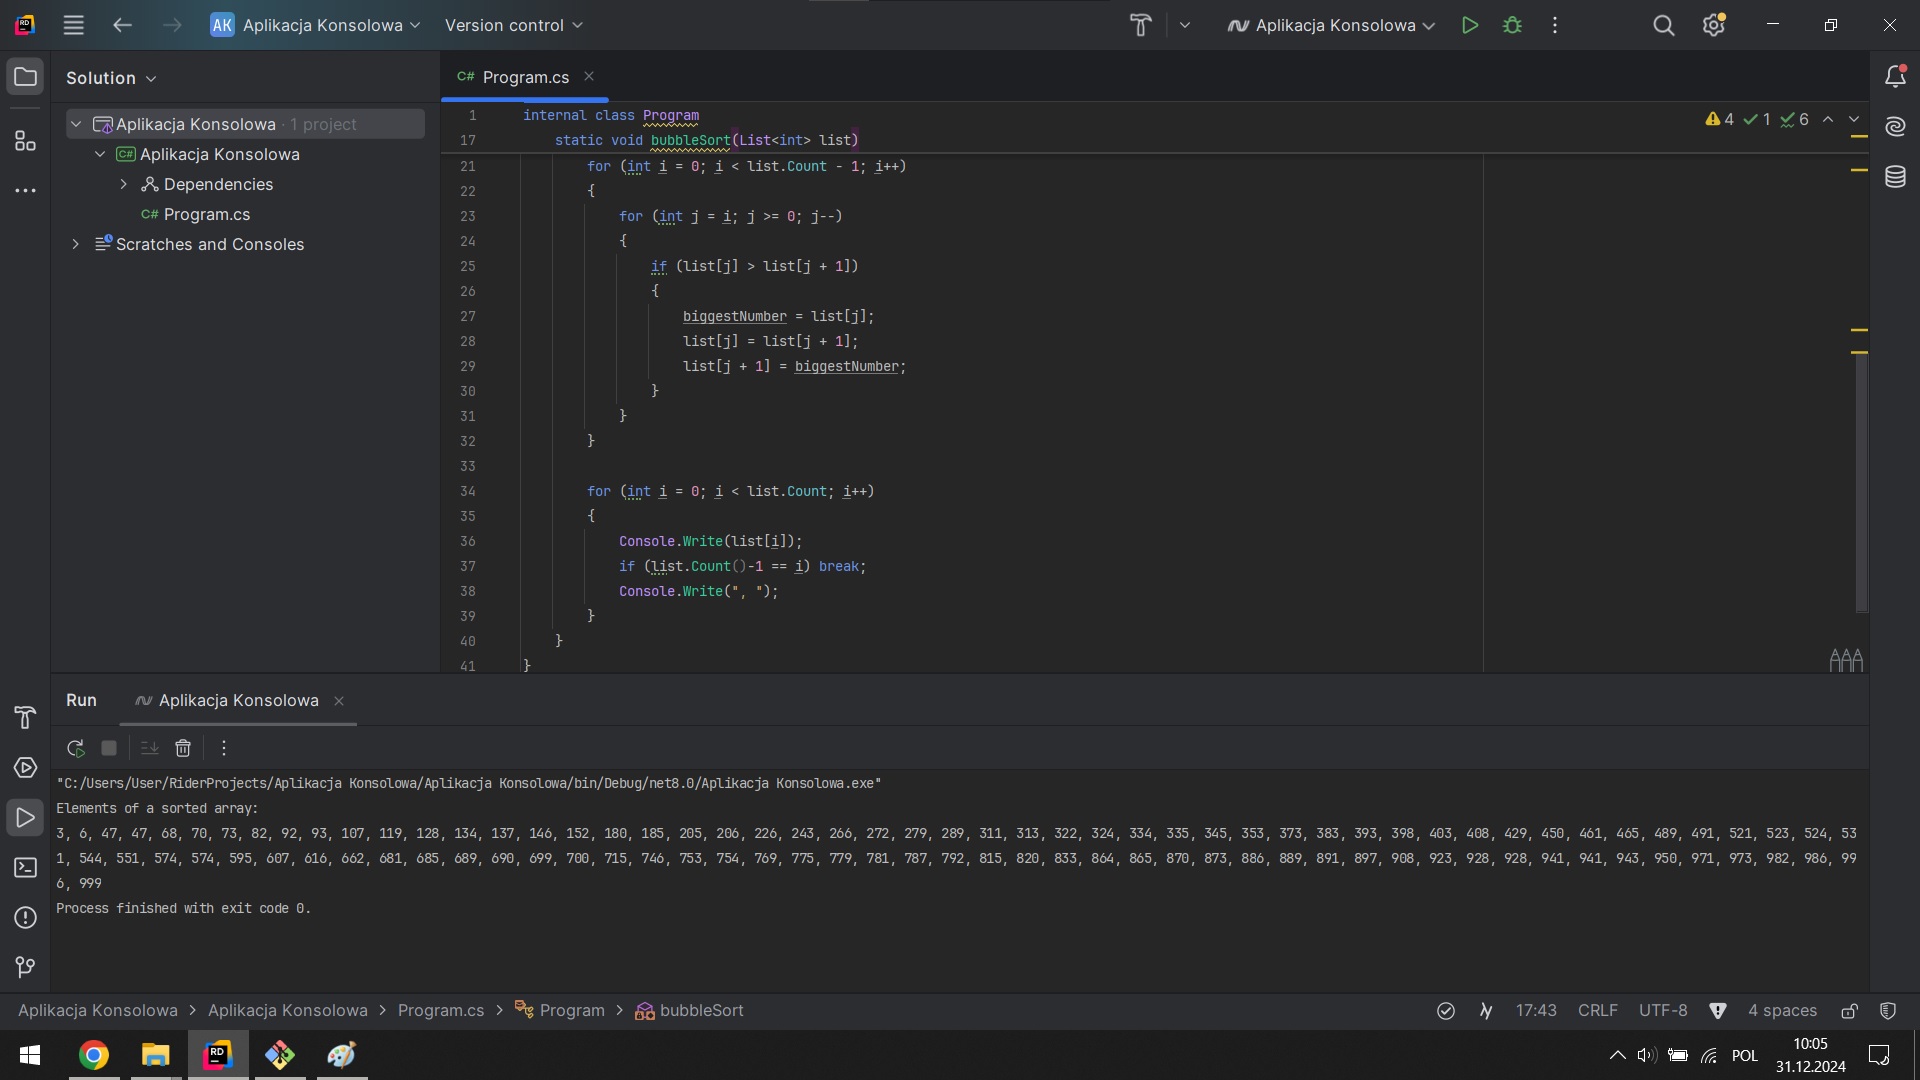 AK Aplikacja Konsolowa Version control Aplikacja Konsolowa
Solution
C# Program.cs
Aplikacja Konsolowa · 1 project
C# Aplikacja Konsolowa
Dependencies
C# Program.cs
Scratches and Consoles
4 1 6
1 internal class Program
17 static void bubbleSort(List<int> list)
21 for (int i = 0; i < list.Count - 1; i++)
22 {
23 for (int j = i; j >= 0; j--)
24 {
25 if (list[j] > list[j + 1])
26 {
27 biggestNumber = list[j];
28 list[j] = list[j + 1];
29 list[j + 1] = biggestNumber;
30 }
31 }
32 }
33
34 for (int i = 0; i < list.Count; i++)
35 {
36 Console.Write(list[i]);
37 if (list.Count()-1 == i) break;
38 Console.Write(", ");
39 }
40 }
41 }
Run Aplikacja Konsolowa
"C:/Users/User/RiderProjects/Aplikacja Konsolowa/Aplikacja Konsolowa/bin/Debug/net8.0/Aplikacja Konsolowa.exe"
Elements of a sorted array:
3, 6, 47, 47, 68, 70, 73, 82, 92, 93, 107, 119, 128, 134, 137, 146, 152, 180, 185, 205, 206, 226, 243, 266, 272, 279, 289, 311, 313, 322, 324, 334, 335, 345, 353, 373, 383, 393, 398, 403, 408, 429, 450, 461, 465, 489, 491, 521, 523, 524, 53
1, 544, 551, 574, 574, 595, 607, 616, 662, 681, 685, 689, 690, 699, 700, 715, 746, 753, 754, 769, 775, 779, 781, 787, 792, 815, 820, 833, 864, 865, 870, 873, 886, 889, 891, 897, 908, 923, 928, 928, 941, 941, 943, 950, 971, 973, 982, 986, 99
6, 999
Process finished with exit code 0.
Aplikacja Konsolowa > Aplikacja Konsolowa > Program.cs > Program > bubbleSort
17:43 CRLF UTF-8 4 spaces
RD
POL
10:05
31.12.2024